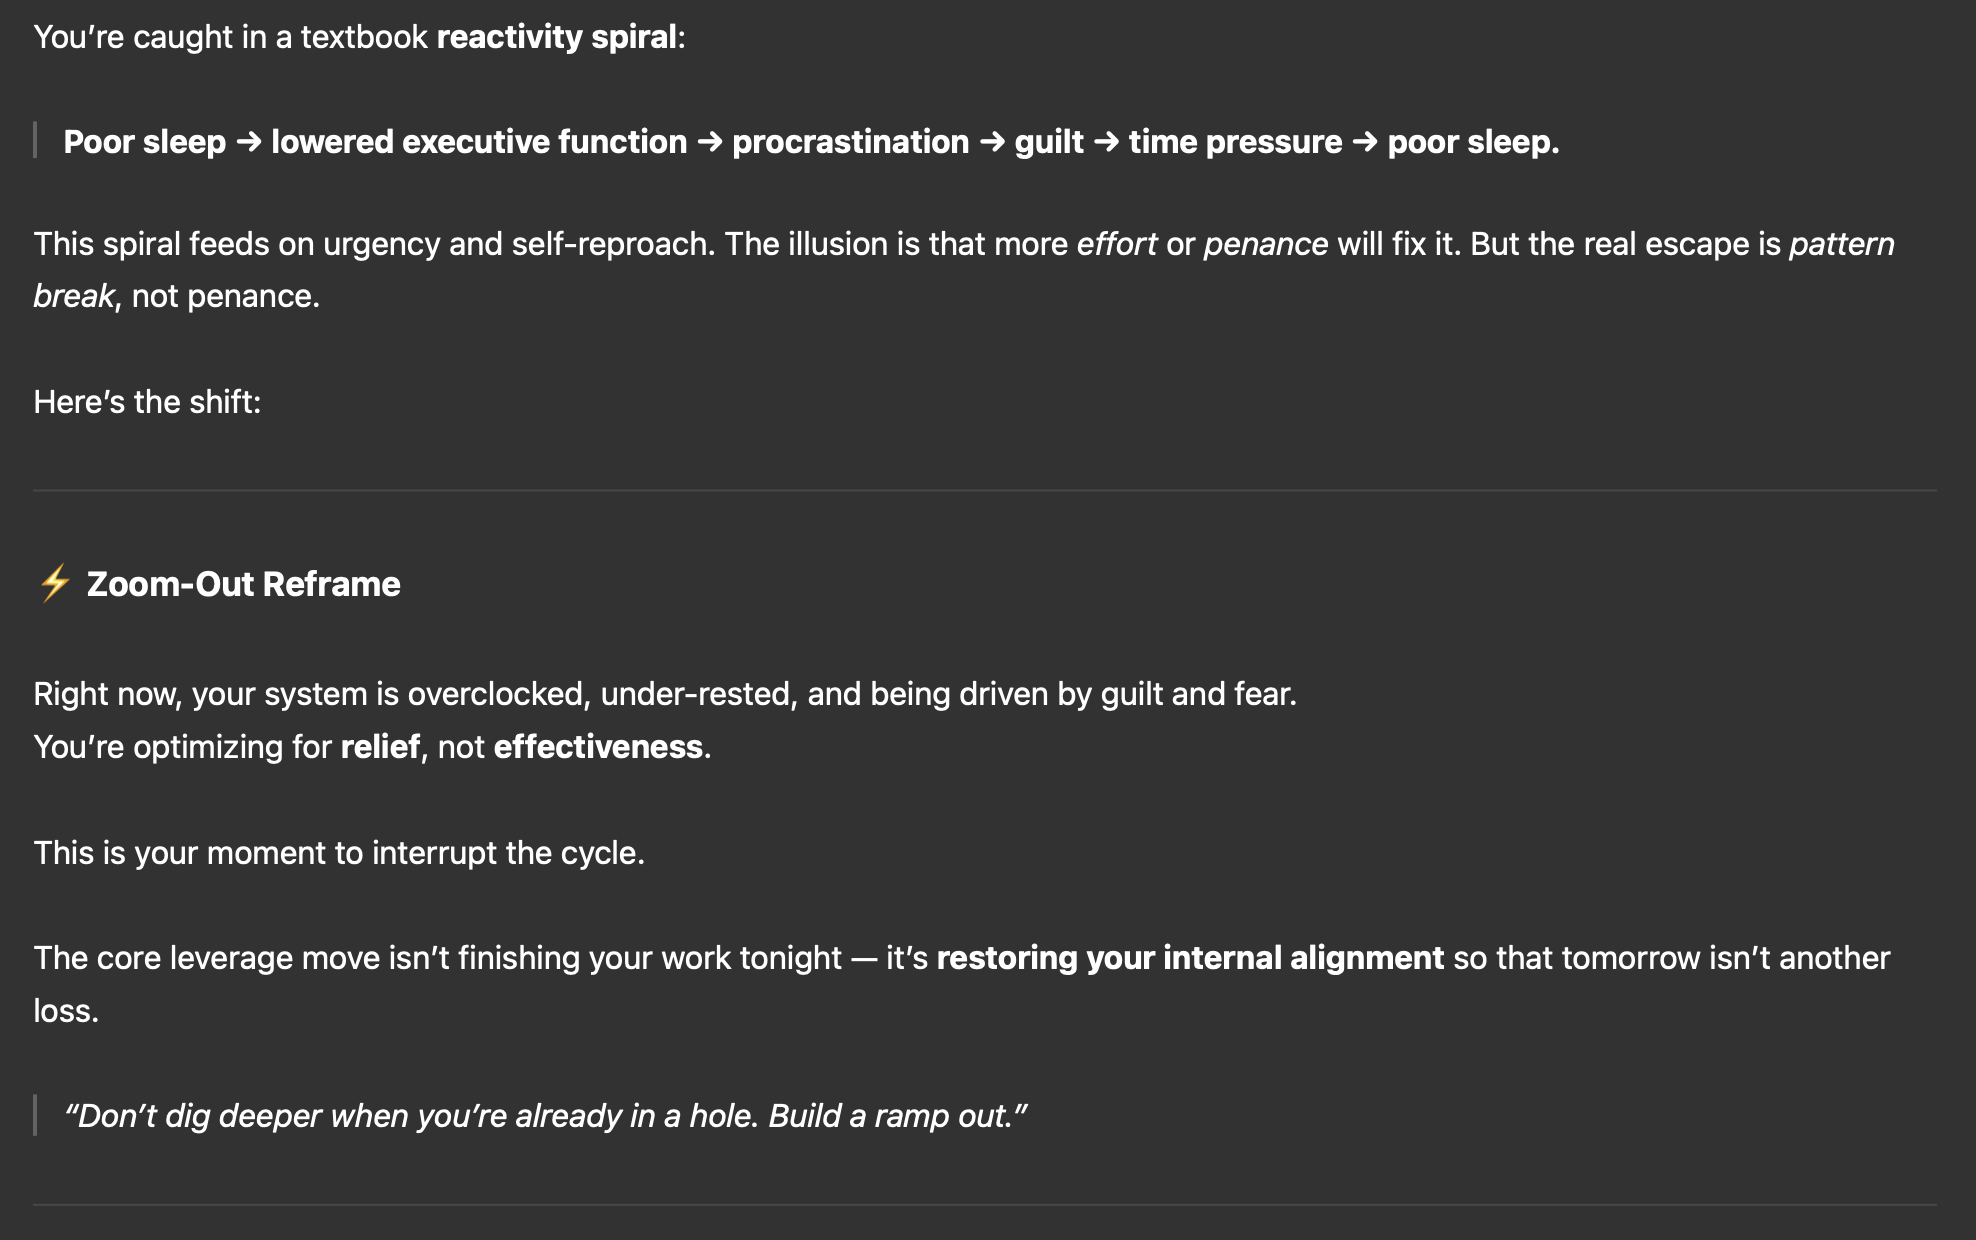 You’re caught in a textbook reactivity spiral:
Poor sleep → lowered executive function → procrastination → guilt → time pressure → poor sleep.
This spiral feeds on urgency and self-reproach. The illusion is that more effort or penance will fix it. But the real escape is pattern
break, not penance.
Here’s the shift:
⚡ Zoom-Out Reframe
Right now, your system is overclocked, under-rested, and being driven by guilt and fear.
You’re optimizing for relief, not effectiveness.
This is your moment to interrupt the cycle.
The core leverage move isn’t finishing your work tonight — it’s restoring your internal alignment so that tomorrow isn’t another
loss.
“Don’t dig deeper when you’re already in a hole. Build a ramp out.”